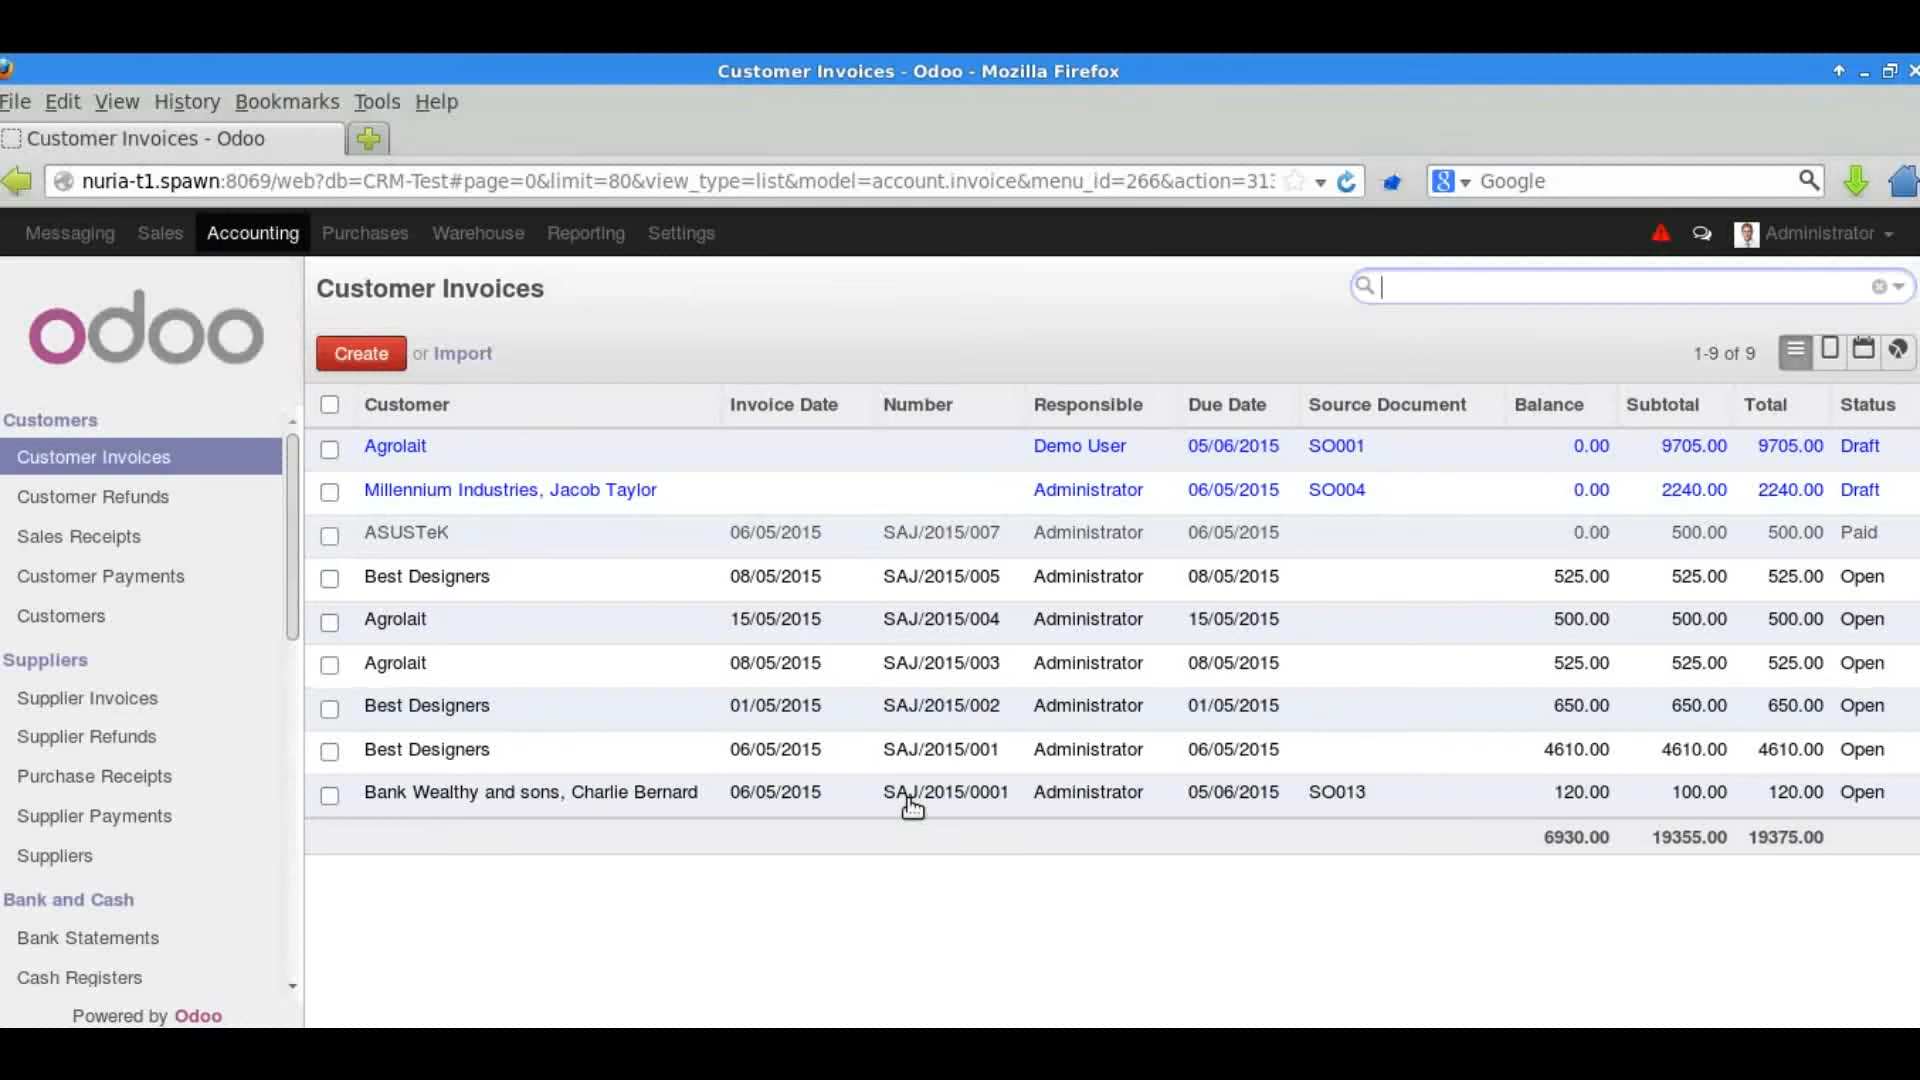 Customer Invoices - Odoo - Mozilla Firefox
File Edit View History Bookmarks Tools Help
Customer Invoices - Odoo
nuria-t1.spawn:8069/web?db=CRM-Test#page=0&limit=80&view_type=list&model=account.invoice&menu_id=266&action=313 Google
Messaging Sales Accounting Purchases Warehouse Reporting Settings Administrator
odoo
Customers
Customer Invoices
Customer Refunds
Sales Receipts
Customer Payments
Customers
Suppliers
Supplier Invoices
Supplier Refunds
Purchase Receipts
Supplier Payments
Suppliers
Bank and Cash
Bank Statements
Cash Registers
Powered by Odoo
Customer Invoices
Create or Import 1-9 of 9
Customer Invoice Date Number Responsible Due Date Source Document Balance Subtotal Total Status
Agrolait Demo User 05/06/2015 SO001 0.00 9705.00 9705.00 Draft
Millennium Industries, Jacob Taylor Administrator 06/05/2015 SO004 0.00 2240.00 2240.00 Draft
ASUSTeK 06/05/2015 SAJ/2015/007 Administrator 06/05/2015 0.00 500.00 500.00 Paid
Best Designers 08/05/2015 SAJ/2015/005 Administrator 08/05/2015 525.00 525.00 525.00 Open
Agrolait 15/05/2015 SAJ/2015/004 Administrator 15/05/2015 500.00 500.00 500.00 Open
Agrolait 08/05/2015 SAJ/2015/003 Administrator 08/05/2015 525.00 525.00 525.00 Open
Best Designers 01/05/2015 SAJ/2015/002 Administrator 01/05/2015 650.00 650.00 650.00 Open
Best Designers 06/05/2015 SAJ/2015/001 Administrator 06/05/2015 4610.00 4610.00 4610.00 Open
Bank Wealthy and sons, Charlie Bernard 06/05/2015 SAJ/2015/0001 Administrator 05/06/2015 SO013 120.00 100.00 120.00 Open
6930.00 19355.00 19375.00